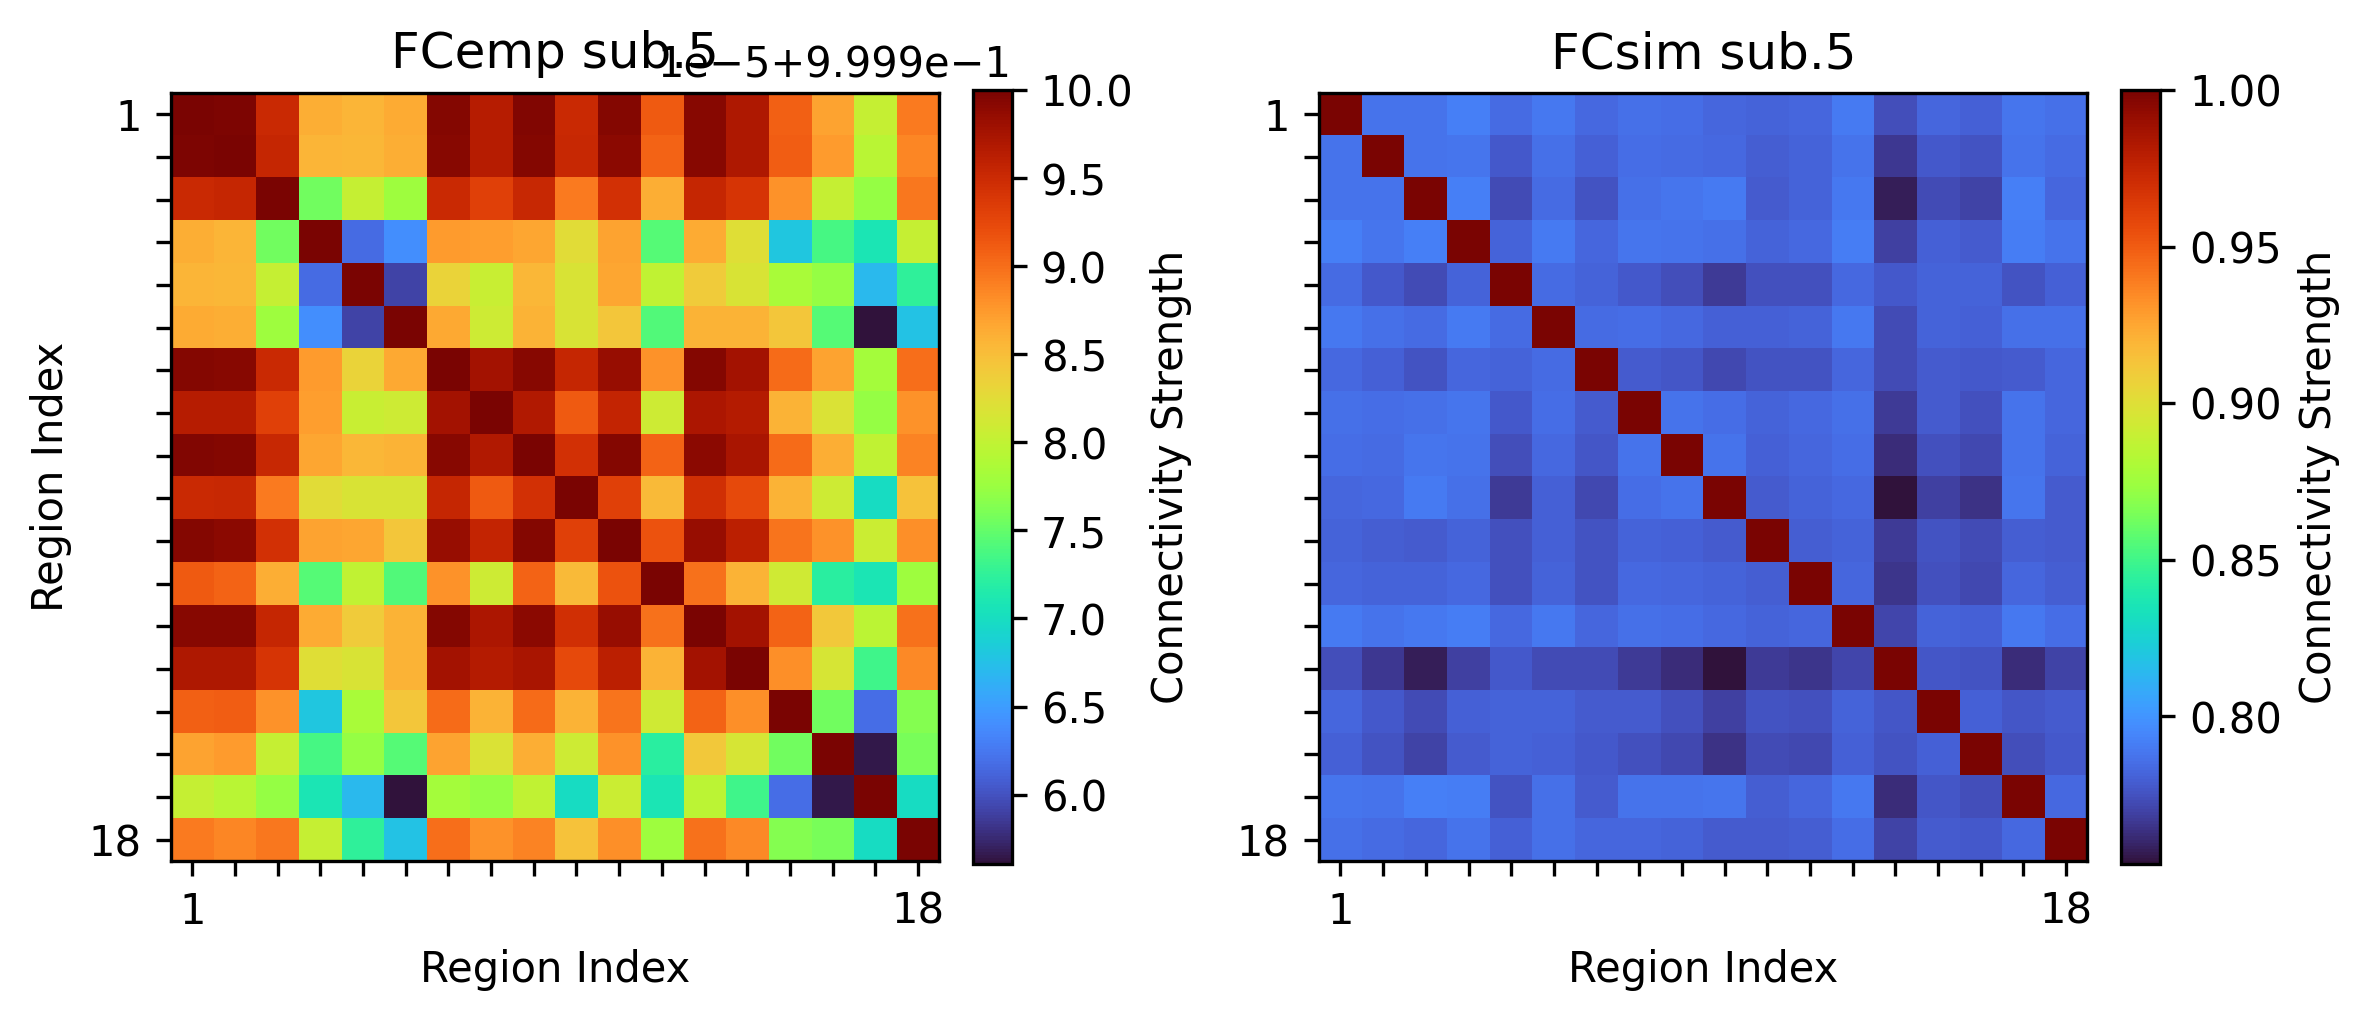 FCemp sub.5
1e−5+9.999e−1
1
18
1
18
Region Index
Region Index
10.0
9.5
9.0
8.5
8.0
7.5
7.0
6.5
6.0
Connectivity Strength
FCsim sub.5
1
18
1
18
Region Index
1.00
0.95
0.90
0.85
0.80
Connectivity Strength